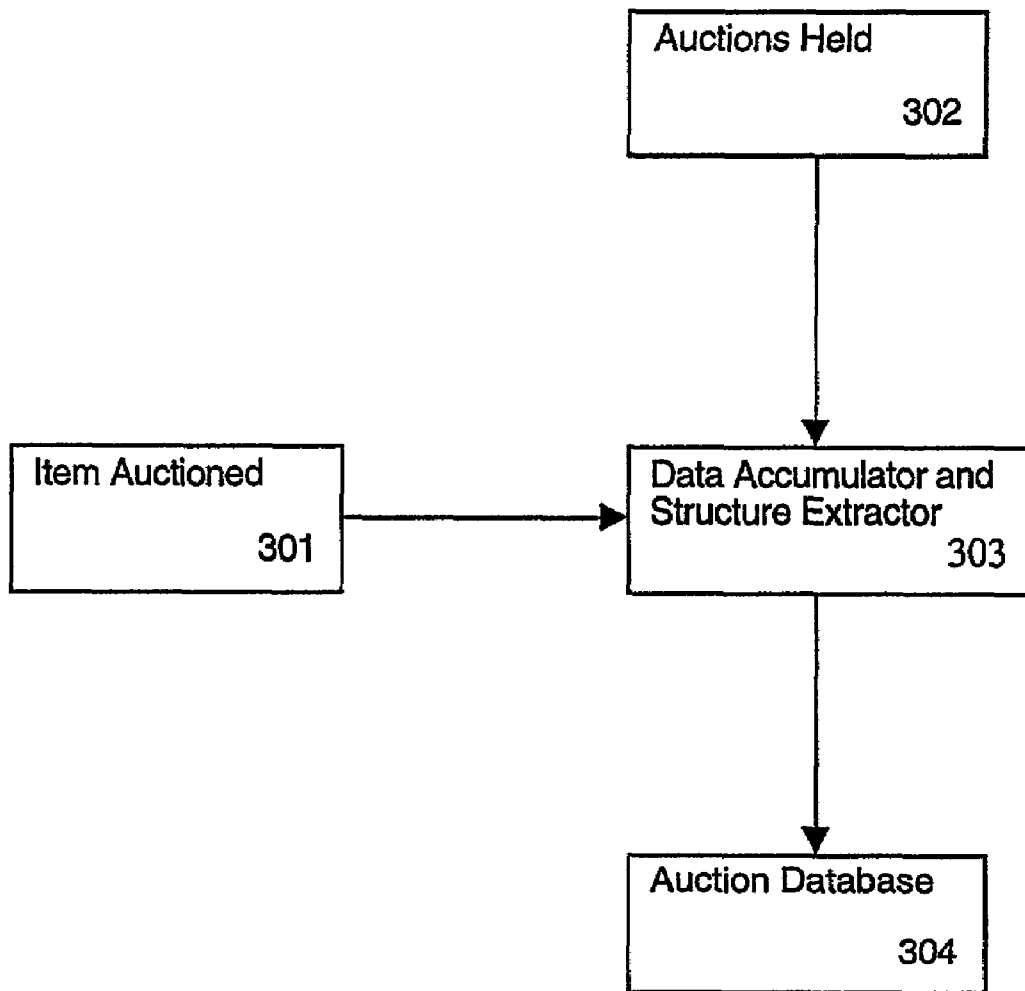 Auctions Held
302
Item Auctioned
301
Data Accumulator and
Structure Extractor
303
Auction Database
304